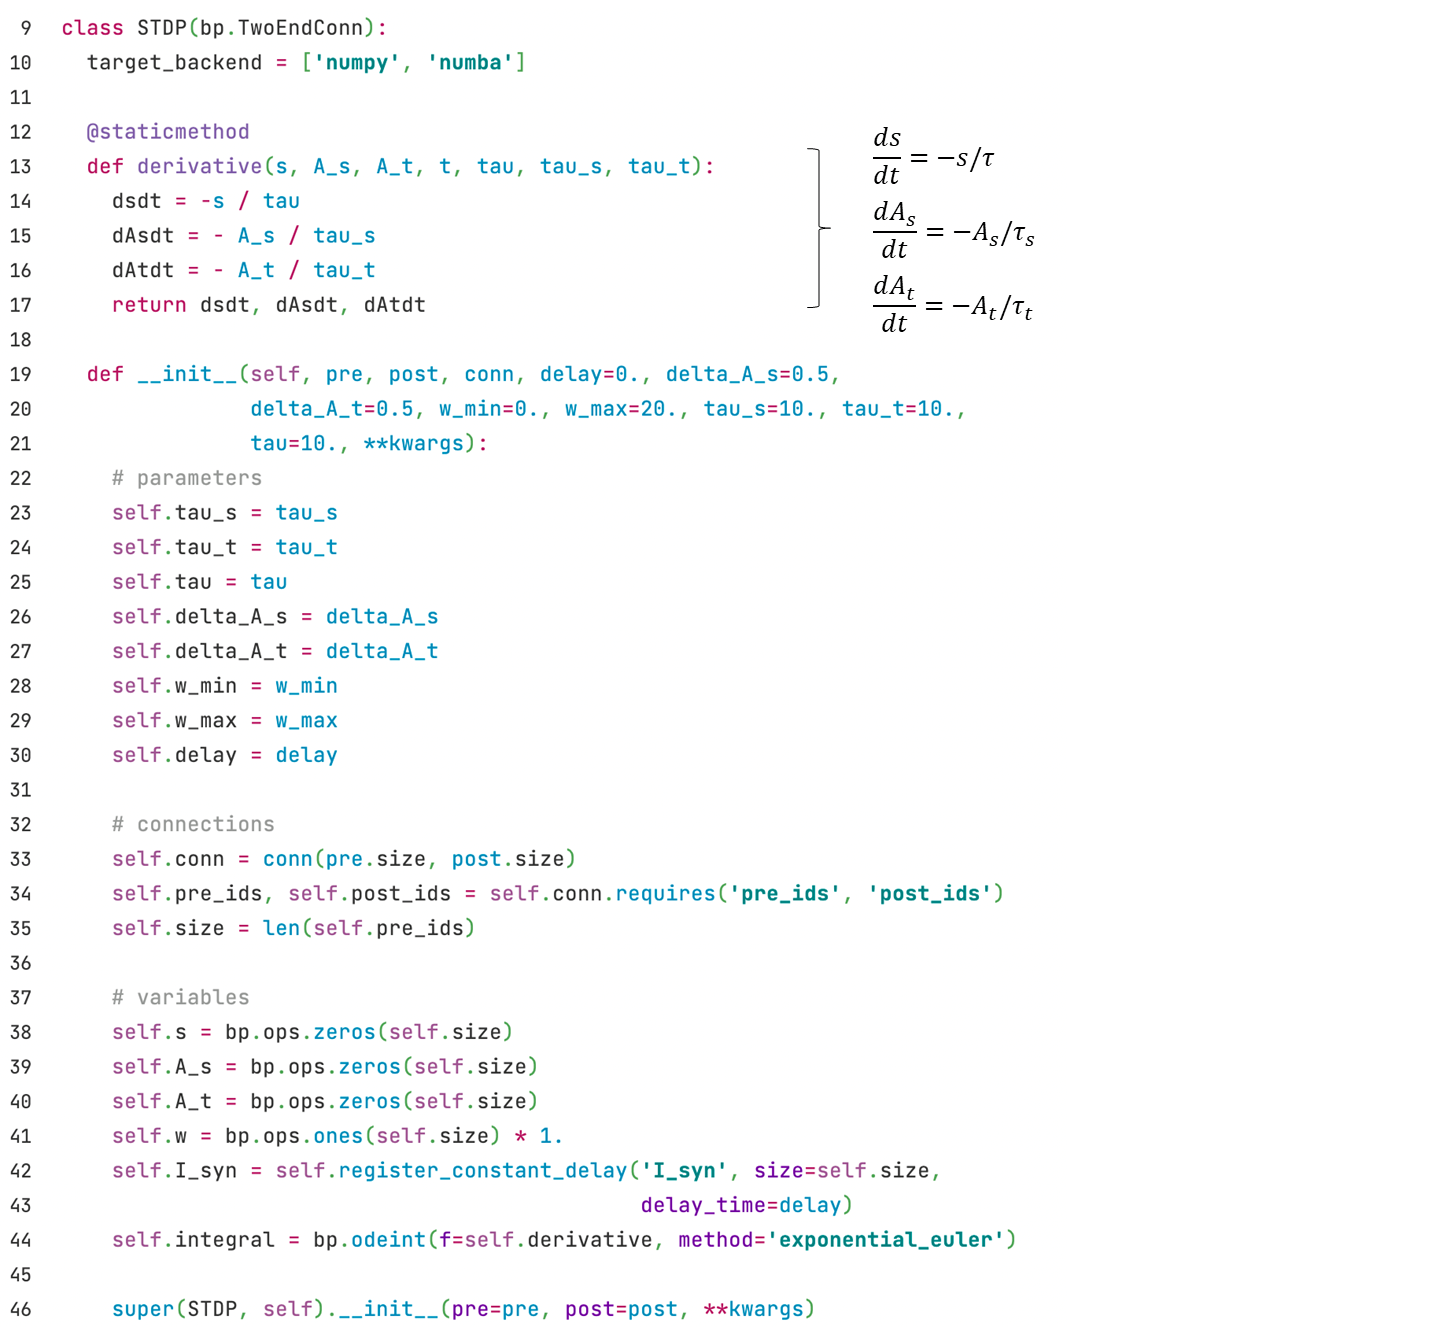 9 class STDP(bp.TwoEndConn):
10 target_backend = ['numpy', 'numba']
11
12 @staticmethod
13 def derivative(s, A_s, A_t, t, tau, tau_s, tau_t):
14 dsdt = -s / tau
15 dAsdt = - A_s / tau_s
16 dAtdt = - A_t / tau_t
17 return dsdt, dAsdt, dAtdt
18
ds/dt = −s/τ
dA_s/dt = −A_s/τ_s
dA_t/dt = −A_t/τ_t
19 def __init__(self, pre, post, conn, delay=0., delta_A_s=0.5,
20 delta_A_t=0.5, w_min=0., w_max=20., tau_s=10., tau_t=10.,
21 tau=10., **kwargs):
22 # parameters
23 self.tau_s = tau_s
24 self.tau_t = tau_t
25 self.tau = tau
26 self.delta_A_s = delta_A_s
27 self.delta_A_t = delta_A_t
28 self.w_min = w_min
29 self.w_max = w_max
30 self.delay = delay
31
32 # connections
33 self.conn = conn(pre.size, post.size)
34 self.pre_ids, self.post_ids = self.conn.requires('pre_ids', 'post_ids')
35 self.size = len(self.pre_ids)
36
37 # variables
38 self.s = bp.ops.zeros(self.size)
39 self.A_s = bp.ops.zeros(self.size)
40 self.A_t = bp.ops.zeros(self.size)
41 self.w = bp.ops.ones(self.size) * 1.
42 self.I_syn = self.register_constant_delay('I_syn', size=self.size,
43 delay_time=delay)
44 self.integral = bp.odeint(f=self.derivative, method='exponential_euler')
45
46 super(STDP, self).__init__(pre=pre, post=post, **kwargs)